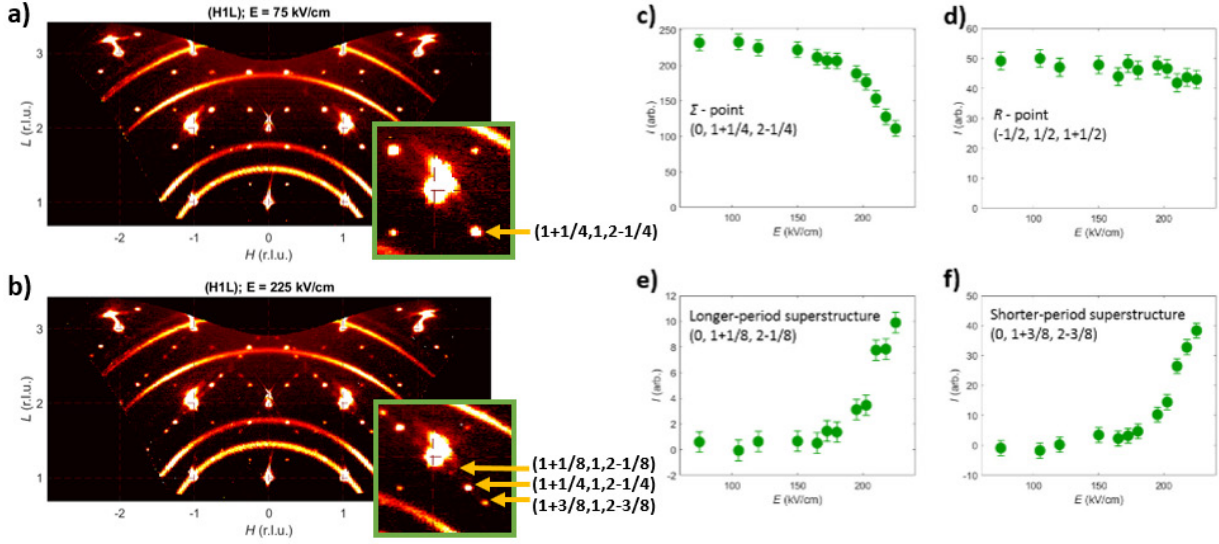 a)
(H1L); E = 75 kV/cm
3
2
1
L (r.l.u.)
-2
-1
0
1
H (r.l.u.)
(1+1/4,1,2-1/4)
b)
(H1L); E = 225 kV/cm
3
2
1
L (r.l.u.)
-2
-1
0
1
H (r.l.u.)
(1+1/8,1,2-1/8)
(1+1/4,1,2-1/4)
(1+3/8,1,2-3/8)
c)
250
200
150
100
50
0
I (arb.)
Σ - point
(0, 1+1/4, 2-1/4)
100
150
200
E (kV/cm)
d)
60
50
40
30
20
10
0
I (arb.)
R - point
(-1/2, 1/2, 1+1/2)
100
150
200
E (kV/cm)
e)
12
10
8
6
4
2
0
-2
I (arb.)
Longer-period superstructure
(0, 1+1/8, 2-1/8)
100
150
200
E (kV/cm)
f)
50
40
30
20
10
0
-10
I (arb.)
Shorter-period superstructure
(0, 1+3/8, 2-3/8)
100
150
200
E (kV/cm)